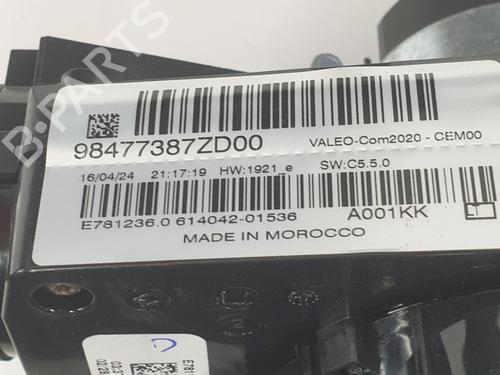 B-PARTS
98477387ZD00
VALEO-Com2020 - CEM00
16/04/24 21:17:19 HW:1921_e SW:C5.5.0
E781236.0 614042-01536 A001KK
MADE IN MOROCCO